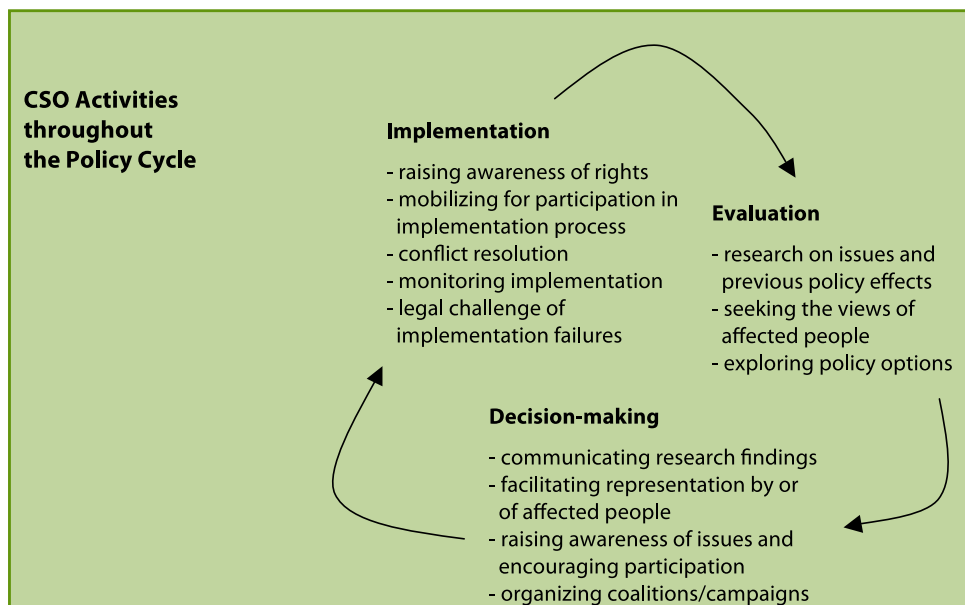 CSO Activities
throughout
the Policy Cycle
Implementation
- raising awareness of rights
- mobilizing for participation in
implementation process
- conflict resolution
- monitoring implementation
- legal challenge of
implementation failures
Evaluation
- research on issues and
previous policy effects
- seeking the views of
affected people
- exploring policy options
Decision-making
- communicating research findings
- facilitating representation by or
of affected people
- raising awareness of issues and
encouraging participation
- organizing coalitions/campaigns